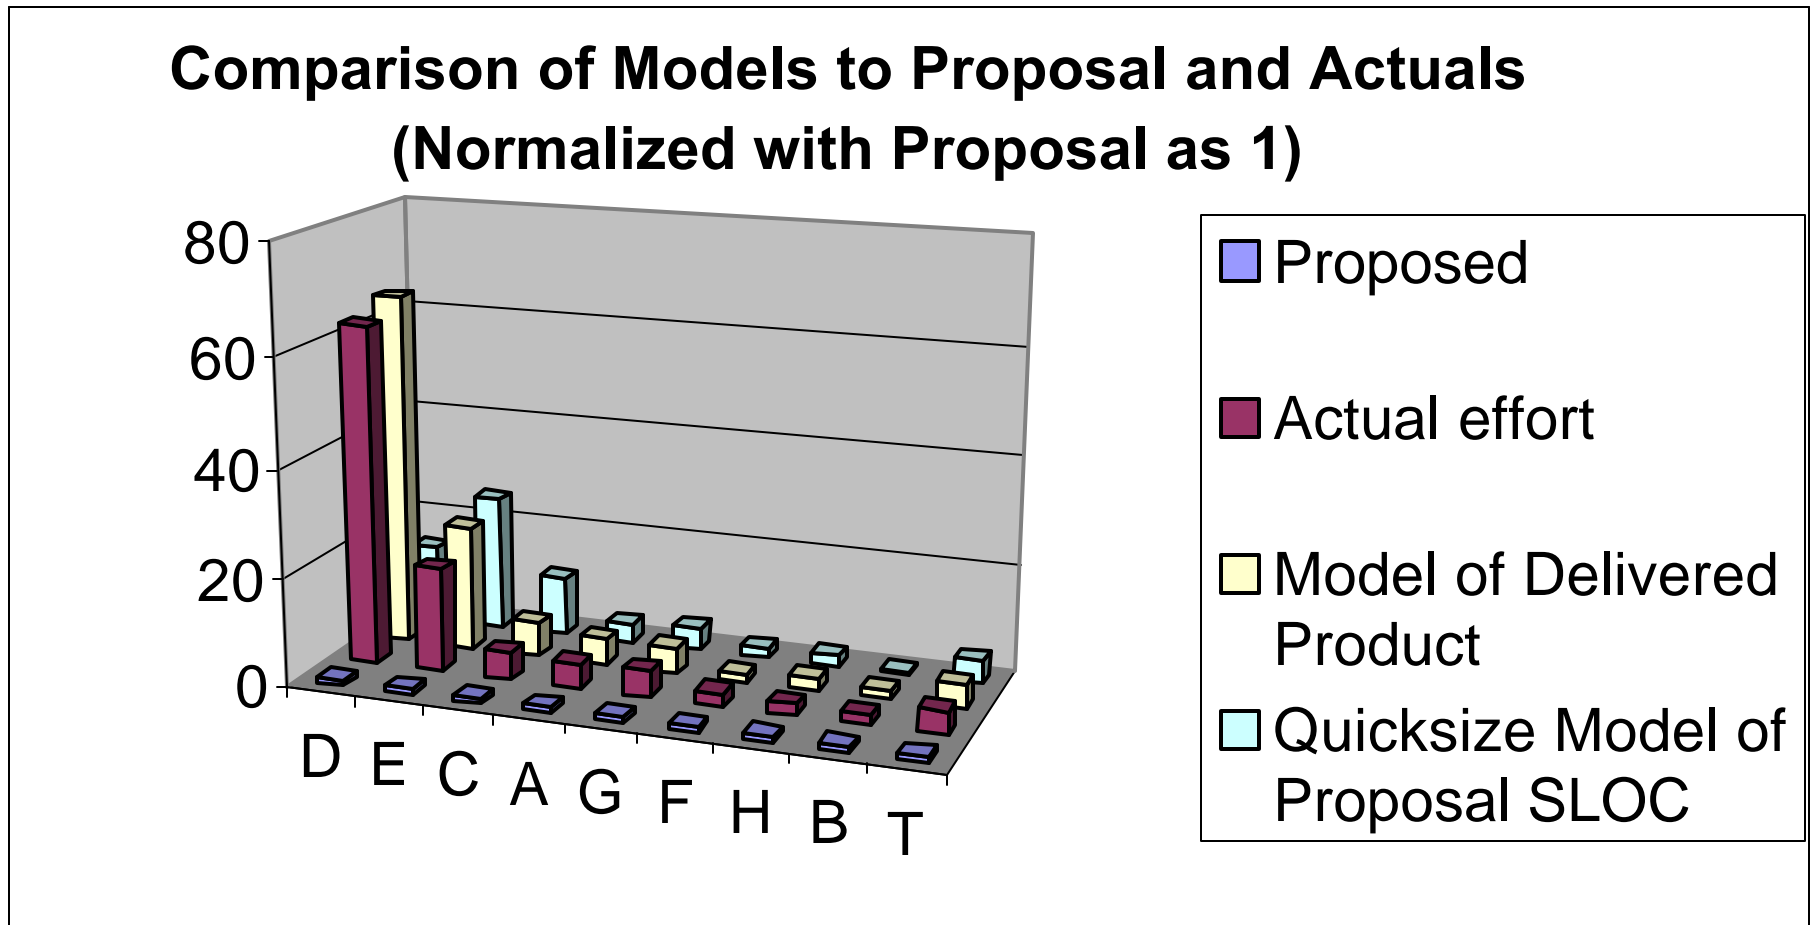 Comparison of Models to Proposal and Actuals
(Normalized with Proposal as 1)
80
60
40
20
0
D E C A G F H B T
Proposed
Actual effort
Model of Delivered
Product
Quicksize Model of
Proposal SLOC